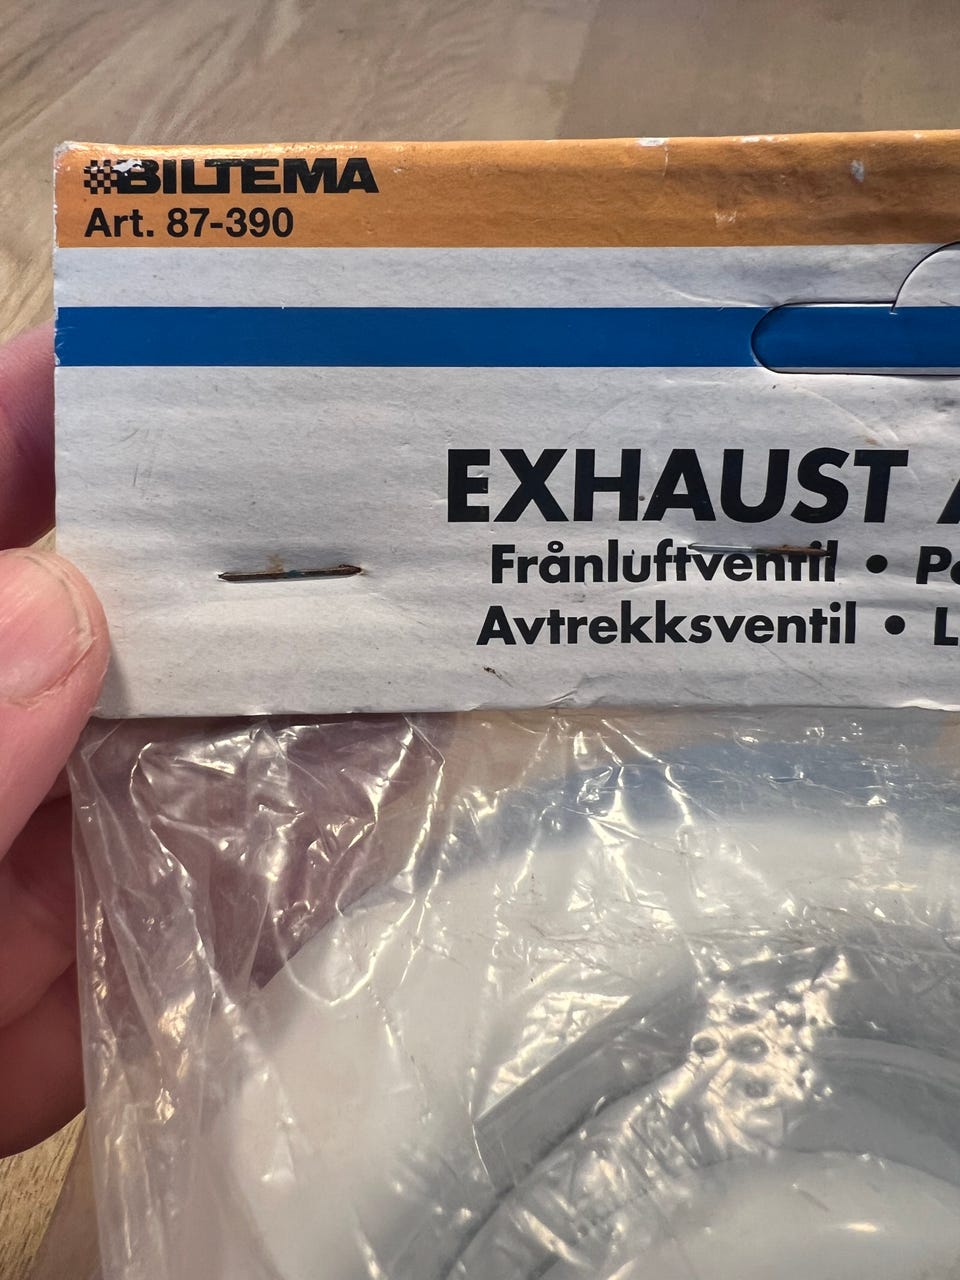 BILTEMA
Art. 87-390
EXHAUST
Frånluftventil •
Avtrekksventil • L